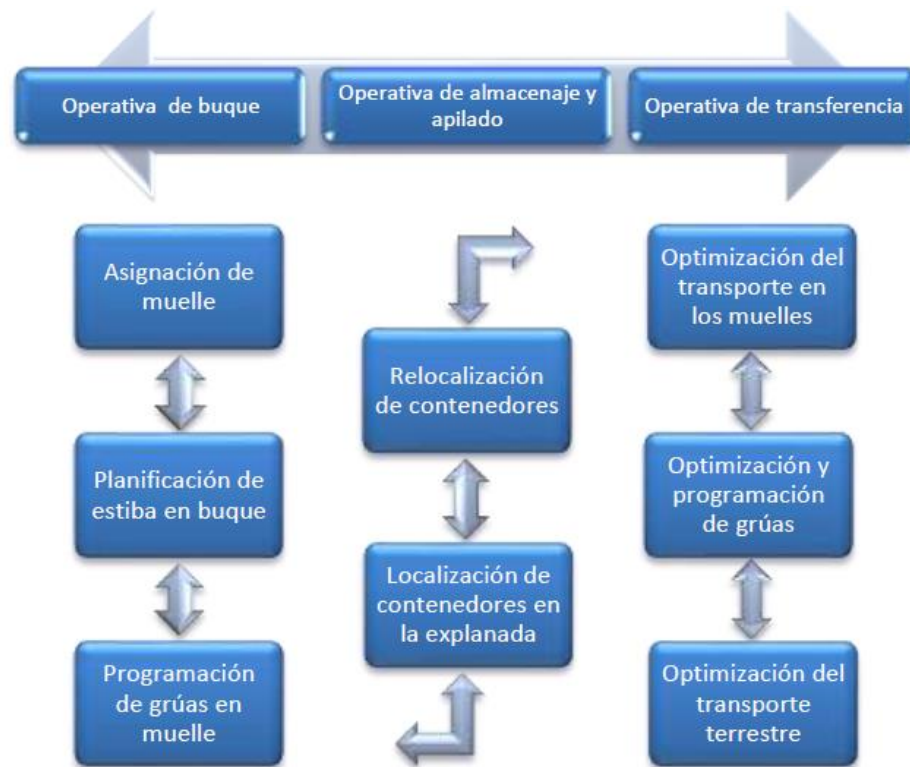 Operativa de buque
Operativa de almacenaje y
apilado
Operativa de transferencia
Asignación de
muelle
Planificación de
estiba en buque
Programación
de grúas en
muelle
Relocalización
de contenedores
Localización de
contenedores en
la explanada
Optimización del
transporte en
los muelles
Optimización y
programación
de grúas
Optimización del
transporte
terrestre